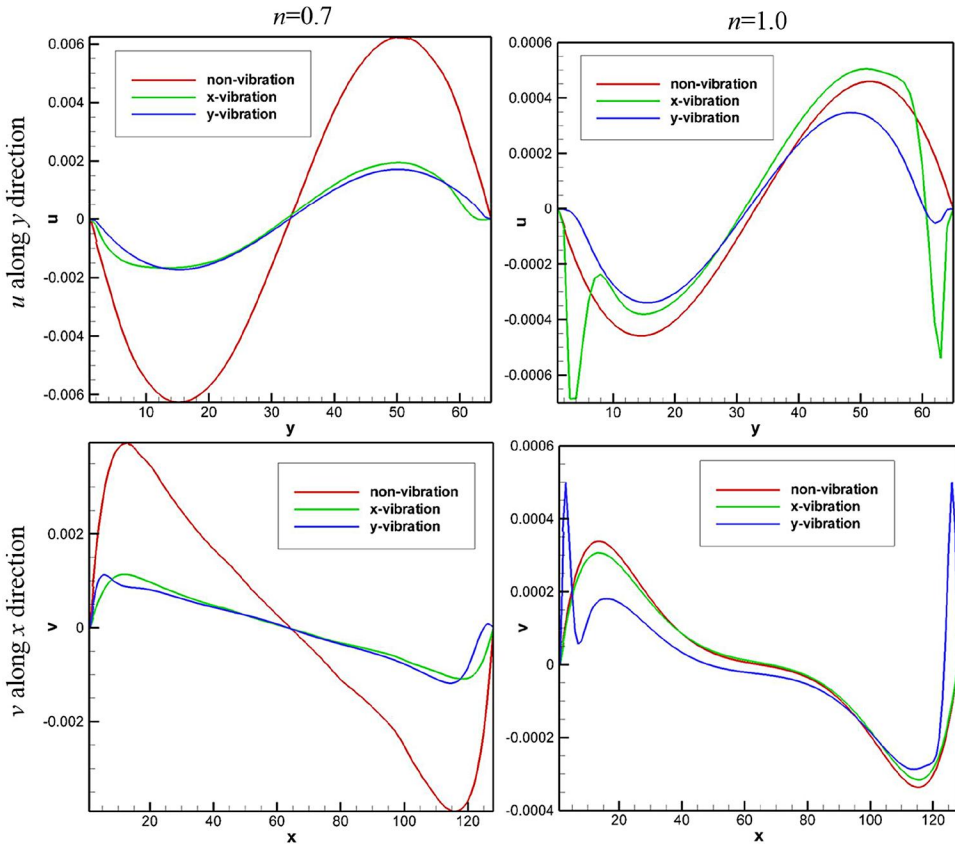 n=0.7
n=1.0
u along y direction
0.006
0.004
0.002
0
-0.002
-0.004
-0.006
u
non-vibration
x-vibration
y-vibration
10 20 30 40 50 60
y
0.0006
0.0004
0.0002
0
-0.0002
-0.0004
-0.0006
u
non-vibration
x-vibration
y-vibration
10 20 30 40 50 60
y
v along x direction
0.002
0
-0.002
v
non-vibration
x-vibration
y-vibration
20 40 60 80 100 120
x
0.0006
0.0004
0.0002
0
-0.0002
-0.0004
v
non-vibration
x-vibration
y-vibration
20 40 60 80 100 120
x